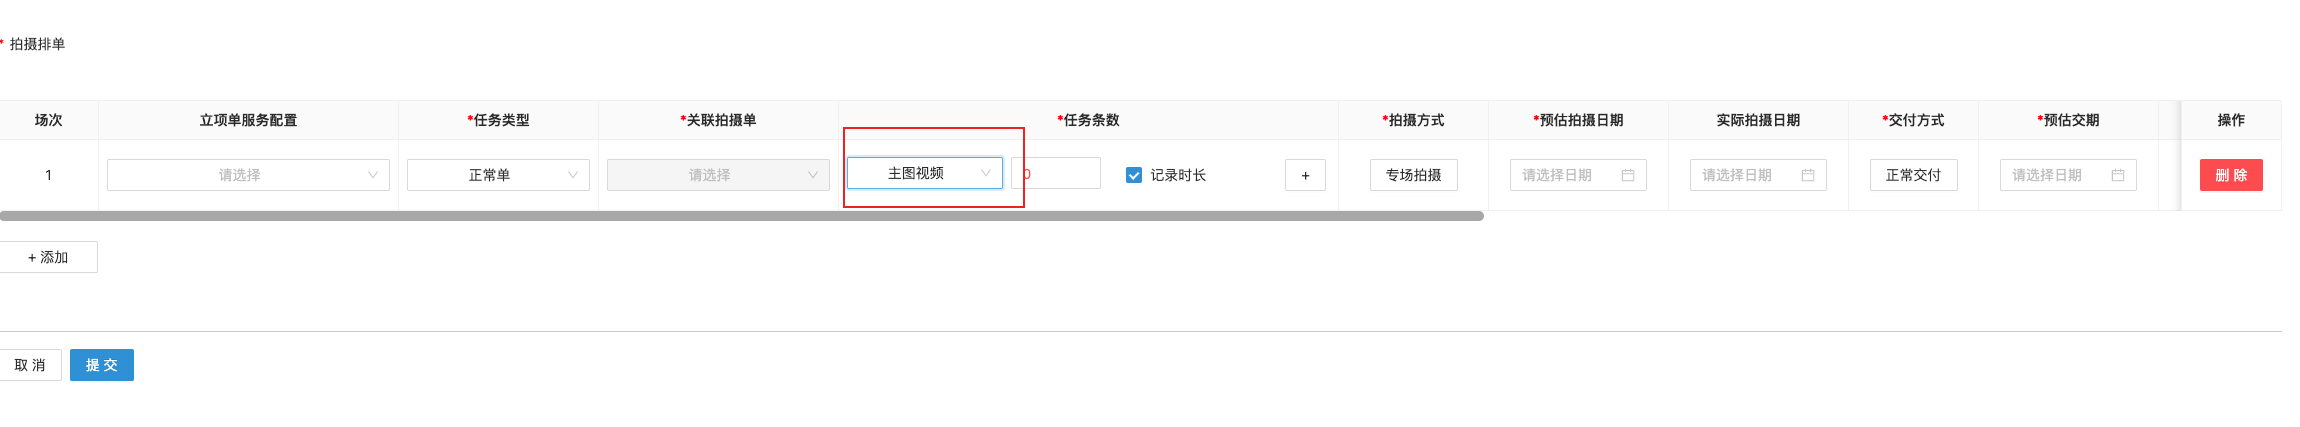 * 拍摄排单
场次 立项单服务配置 *任务类型 *关联拍摄单 *任务条数 *拍摄方式 *预估拍摄日期 实际拍摄日期 *交付方式 *预估交期 操作
1 请选择 正常单 请选择 主图视频 0 记录时长 + 专场拍摄 请选择日期 请选择日期 正常交付 请选择日期 删 除
+ 添加
取 消 提 交